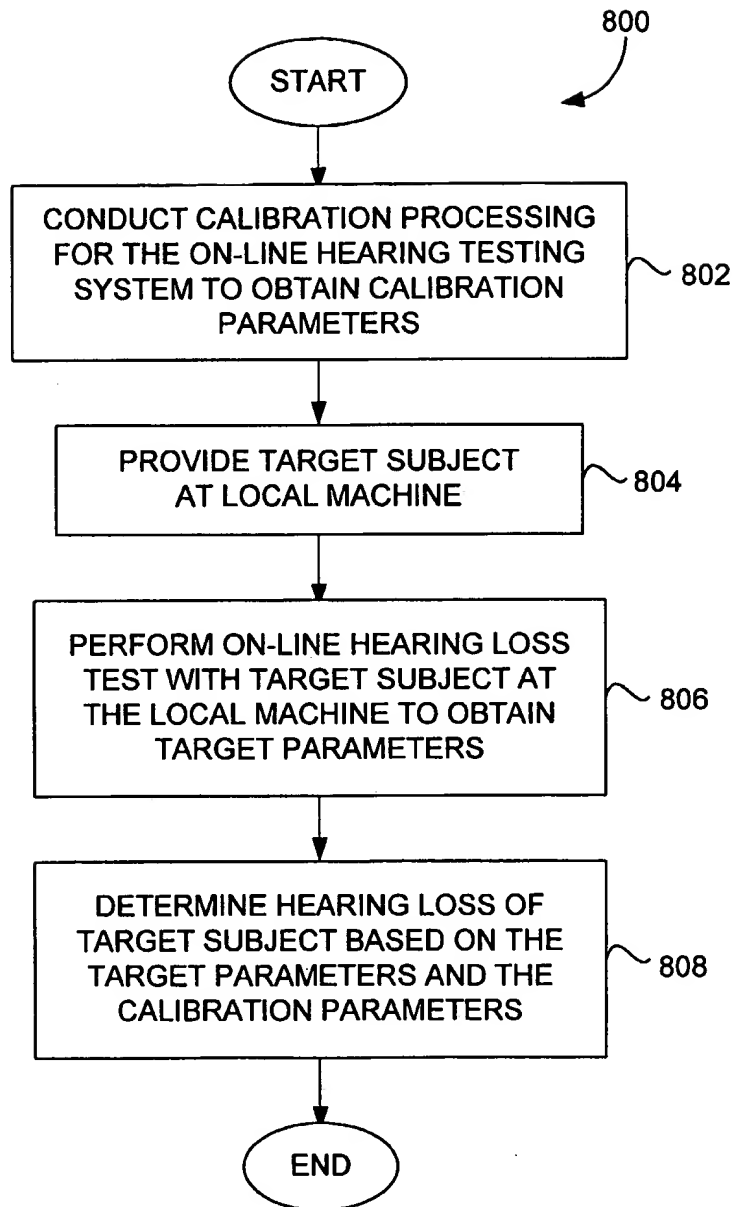 800
START
CONDUCT CALIBRATION PROCESSING
FOR THE ON-LINE HEARING TESTING
SYSTEM TO OBTAIN CALIBRATION
PARAMETERS
802
PROVIDE TARGET SUBJECT
AT LOCAL MACHINE
804
PERFORM ON-LINE HEARING LOSS
TEST WITH TARGET SUBJECT AT
THE LOCAL MACHINE TO OBTAIN
TARGET PARAMETERS
806
DETERMINE HEARING LOSS OF
TARGET SUBJECT BASED ON THE
TARGET PARAMETERS AND THE
CALIBRATION PARAMETERS
808
END